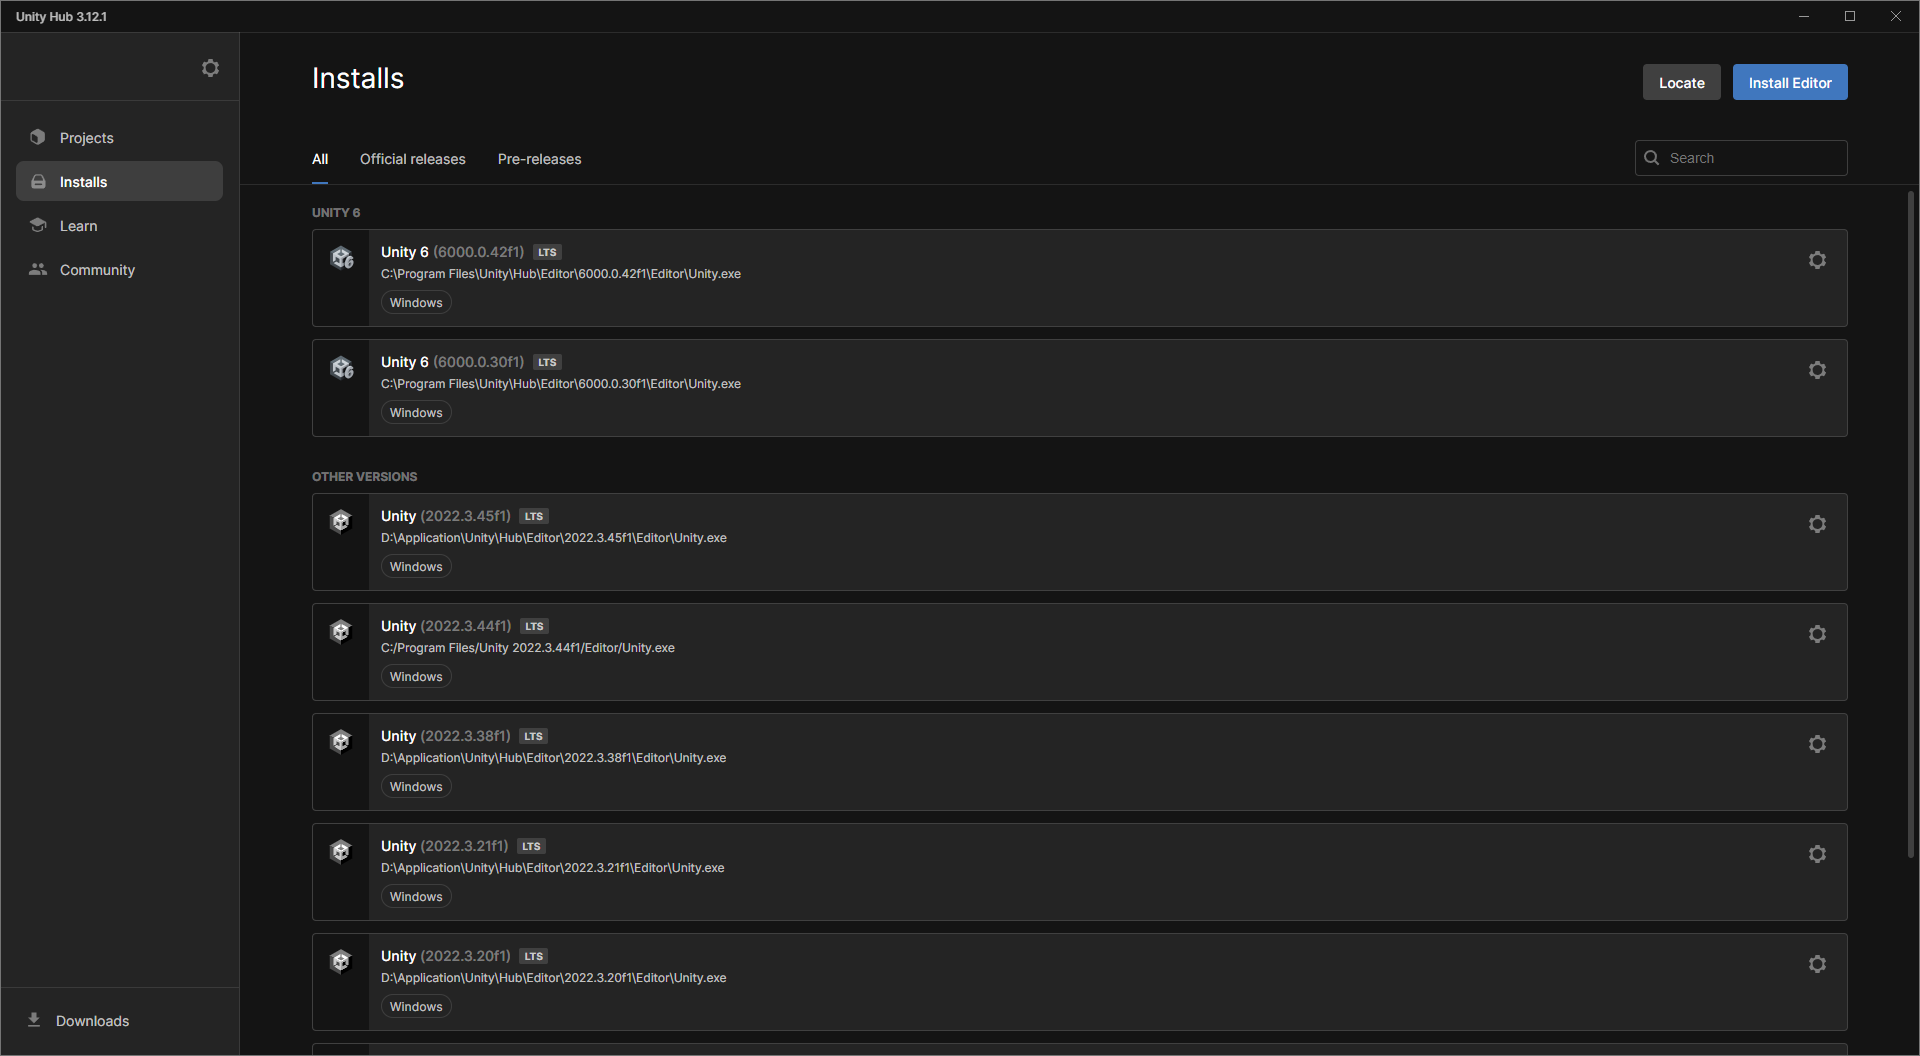 Unity Hub 3.12.1
Projects
Installs
Learn
Community
Downloads
Installs
Locate
Install Editor
All
Official releases
Pre-releases
Search
UNITY 6
Unity 6 (6000.0.42f1) LTS
C:\Program Files\Unity\Hub\Editor\6000.0.42f1\Editor\Unity.exe
Windows
Unity 6 (6000.0.30f1) LTS
C:\Program Files\Unity\Hub\Editor\6000.0.30f1\Editor\Unity.exe
Windows
OTHER VERSIONS
Unity (2022.3.45f1) LTS
D:\Application\Unity\Hub\Editor\2022.3.45f1\Editor\Unity.exe
Windows
Unity (2022.3.44f1) LTS
C:/Program Files/Unity 2022.3.44f1/Editor/Unity.exe
Windows
Unity (2022.3.38f1) LTS
D:\Application\Unity\Hub\Editor\2022.3.38f1\Editor\Unity.exe
Windows
Unity (2022.3.21f1) LTS
D:\Application\Unity\Hub\Editor\2022.3.21f1\Editor\Unity.exe
Windows
Unity (2022.3.20f1) LTS
D:\Application\Unity\Hub\Editor\2022.3.20f1\Editor\Unity.exe
Windows